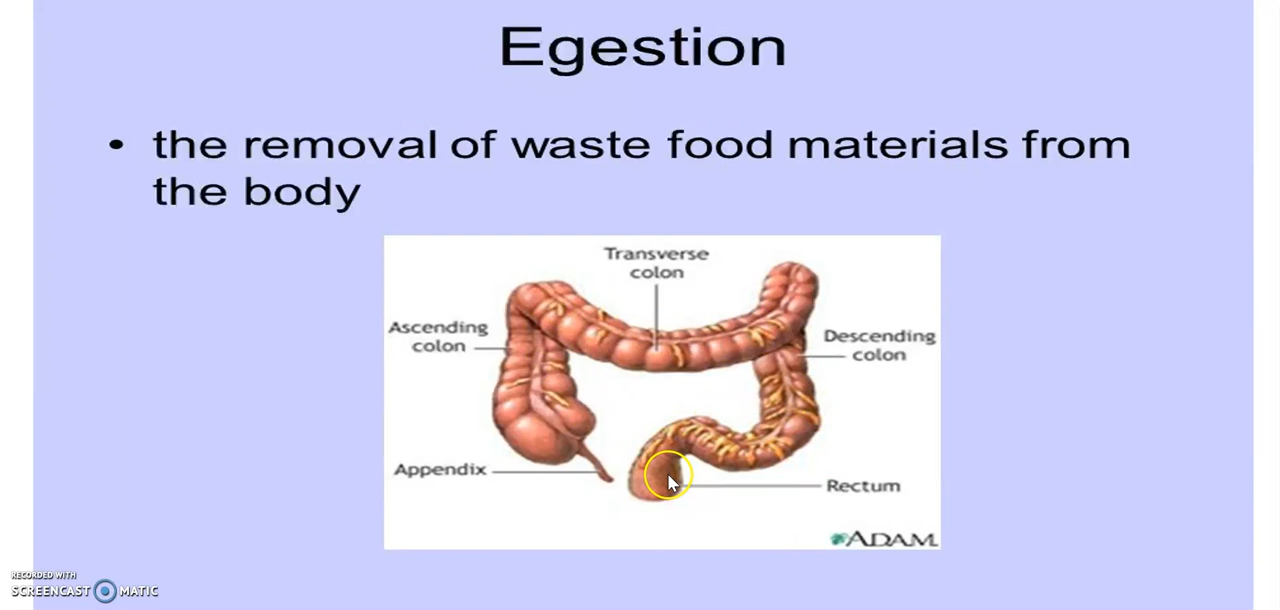 Egestion
• the removal of waste food materials from
the body
Transverse
colon
Ascending
colon
Descending
colon
Appendix
Rectum
ADAM.
RECORDED WITH
SCREENCAST MATIC